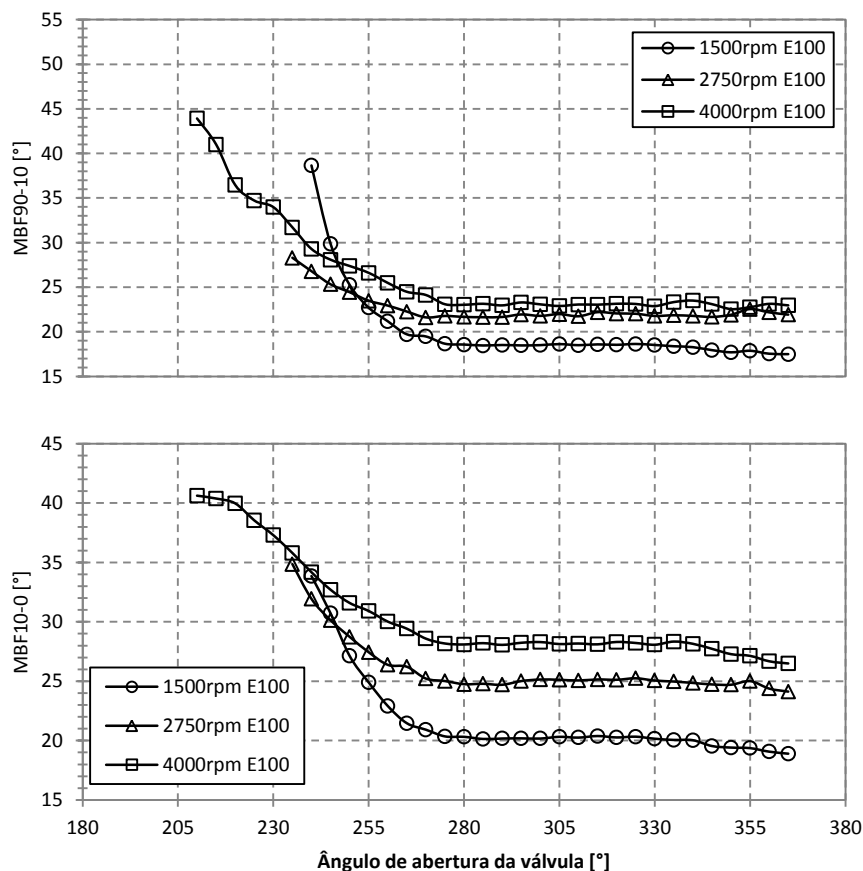 55
50
45
40
35
30
25
20
15
MBF90-10 [°]
1500rpm E100
2750rpm E100
4000rpm E100
45
40
35
30
25
20
15
MBF10-0 [°]
1500rpm E100
2750rpm E100
4000rpm E100
180 205 230 255 280 305 330 355 380
Ângulo de abertura da válvula [°]